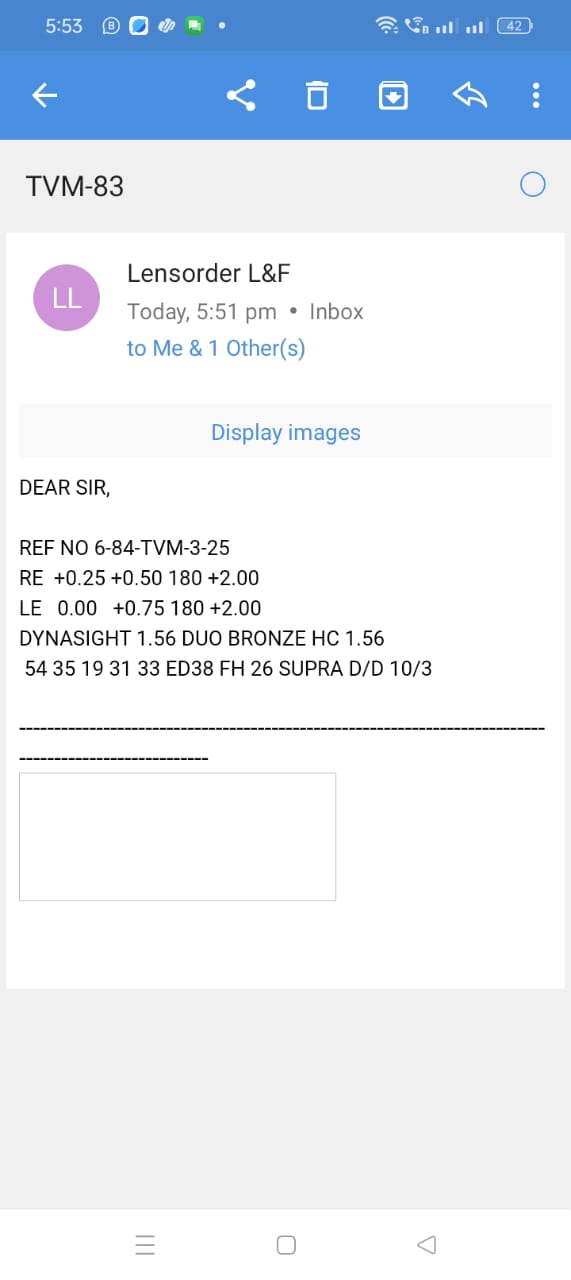 5:53
42
TVM-83
LL
Lensorder L&F
Today, 5:51 pm • Inbox
to Me & 1 Other(s)
Display images
DEAR SIR,
REF NO 6-84-TVM-3-25
RE +0.25 +0.50 180 +2.00
LE 0.00 +0.75 180 +2.00
DYNASIGHT 1.56 DUO BRONZE HC 1.56
54 35 19 31 33 ED38 FH 26 SUPRA D/D 10/3
---------------------------------------------------------------------------
---------------------------